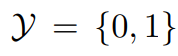 𝒴 = {0, 1}